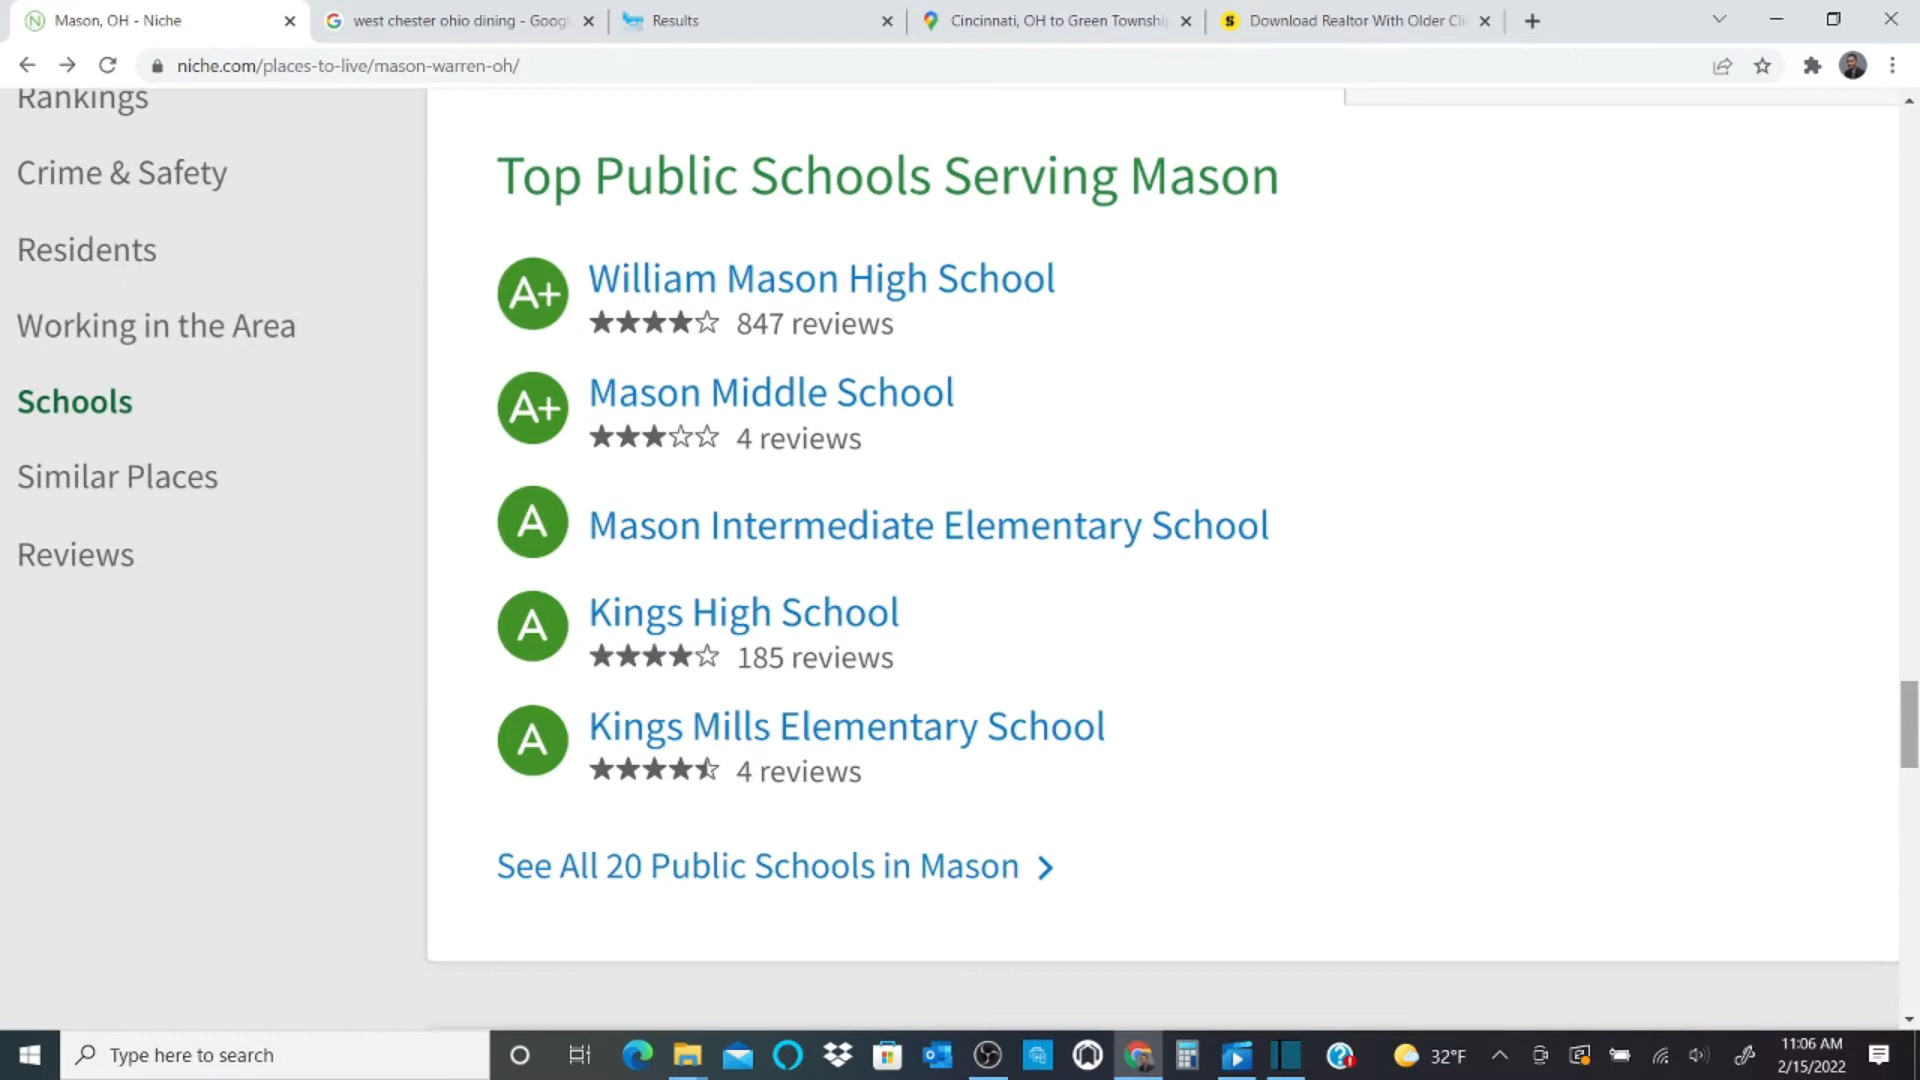 Mason, OH - Niche
west chester ohio dining - Goog
Results
Cincinnati, OH to Green Township
Download Realtor With Older Cli
niche.com/places-to-live/mason-warren-oh/
Rankings
Crime & Safety
Residents
Working in the Area
Schools
Similar Places
Reviews
Top Public Schools Serving Mason
A+ William Mason High School
847 reviews
A+ Mason Middle School
4 reviews
A Mason Intermediate Elementary School
A Kings High School
185 reviews
A Kings Mills Elementary School
4 reviews
See All 20 Public Schools in Mason
Type here to search
32°F
11:06 AM
2/15/2022